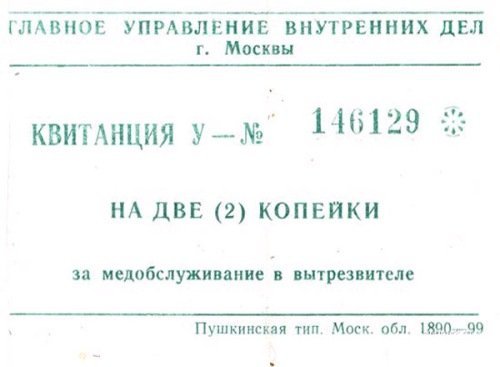 ГЛАВНОЕ УПРАВЛЕНИЕ ВНУТРЕННИХ ДЕЛ
г. Москвы
КВИТАНЦИЯ У — № 146129
НА ДВЕ (2) КОПЕЙКИ
за медобслуживание в вытрезвителе
Пушкинская тип. Моск. обл. 1890—99